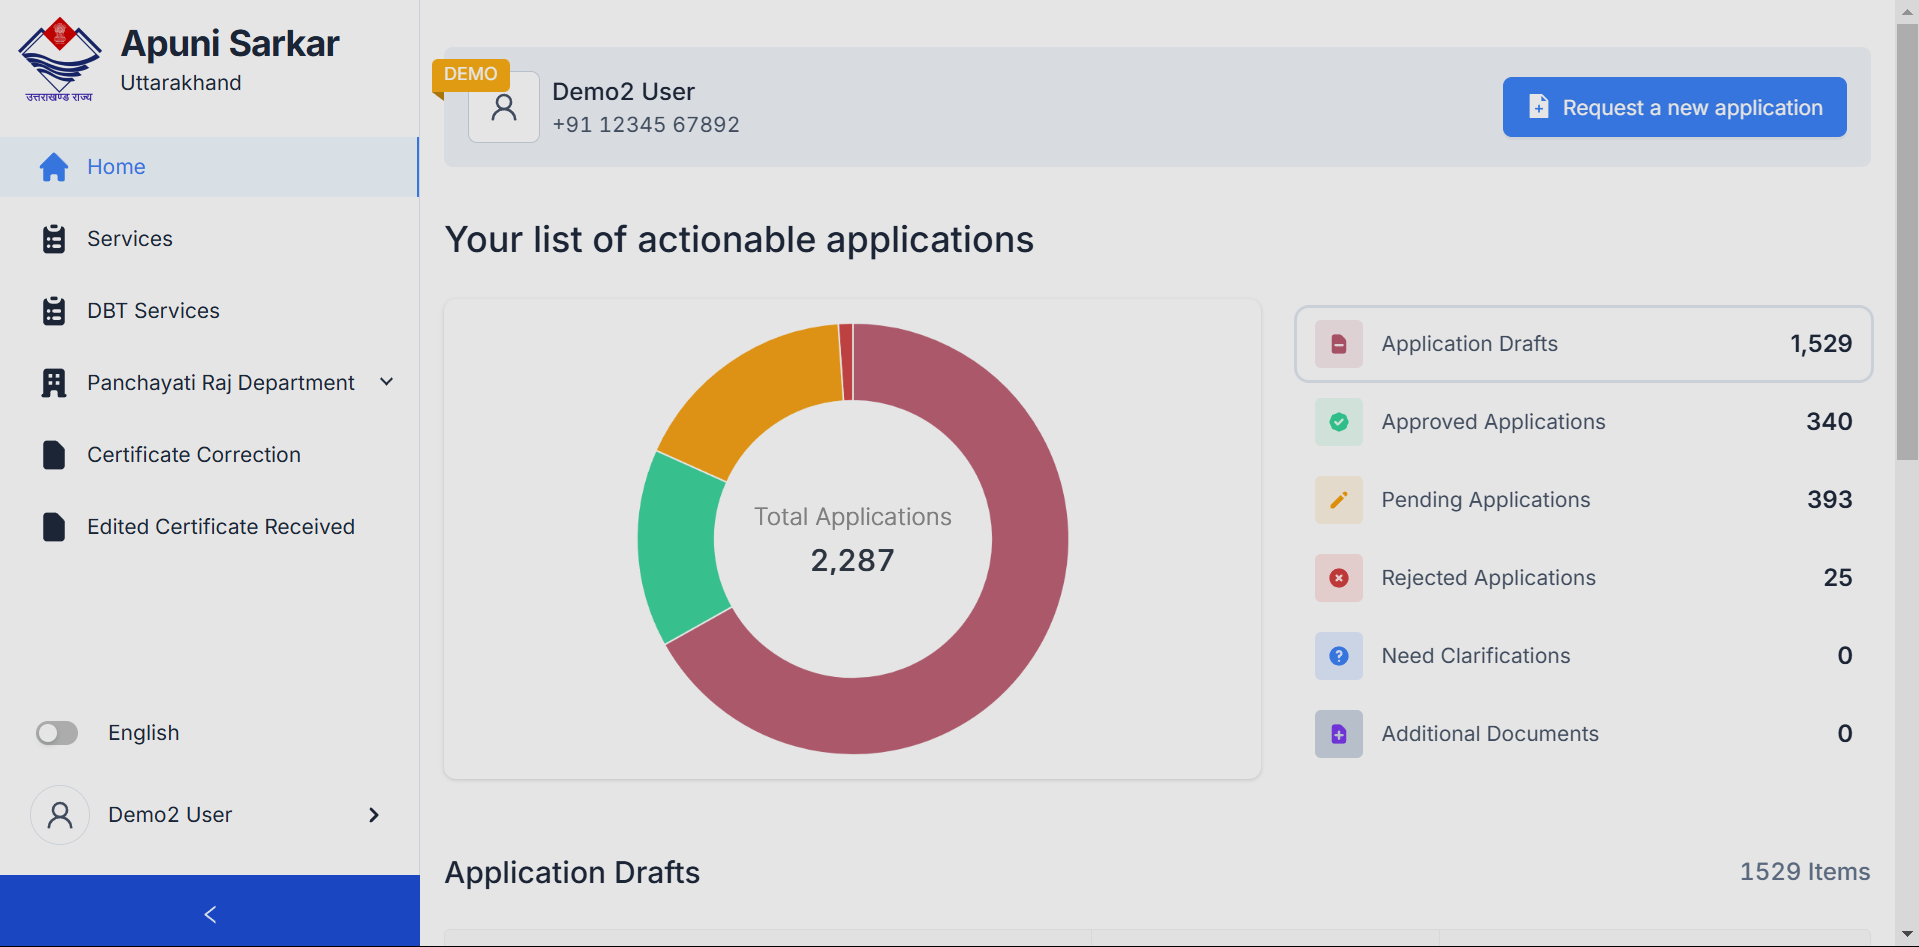 Apuni Sarkar
Uttarakhand
उत्तराखण्ड राज्य
Home
Services
DBT Services
Panchayati Raj Department
Certificate Correction
Edited Certificate Received
English
Demo2 User
DEMO
Demo2 User
+91 12345 67892
Request a new application
Your list of actionable applications
Total Applications
2,287
Application Drafts 1,529
Approved Applications 340
Pending Applications 393
Rejected Applications 25
Need Clarifications 0
Additional Documents 0
Application Drafts 1529 Items